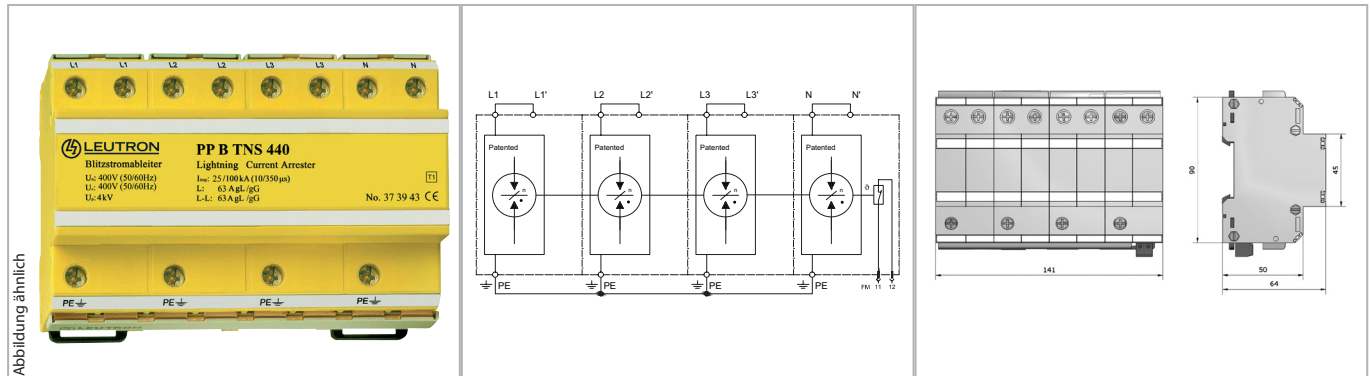 Abbildung ähnlich
L1 L1 L2 L2 L3 L3 N N
LEUTRON
Blitzstromableiter
Uₙ: 400V (50/60Hz)
U꜀: 400V (50/60Hz)
Uₚ: 4kV
PP B TNS 440
Lightning Current Arrester
Iimp: 25/100kA (10/350µs)
L: 63 AgL /gG
L-L: 63A gL /gG
T1
No. 37 39 43 CE
PE PE PE PE
LEUTRON
L1 L1' L2 L2' L3 L3' N N'
Patented Patented Patented Patented
n n n n
ϑ
PE PE PE PE FM 11 12
90
141
45
50
64